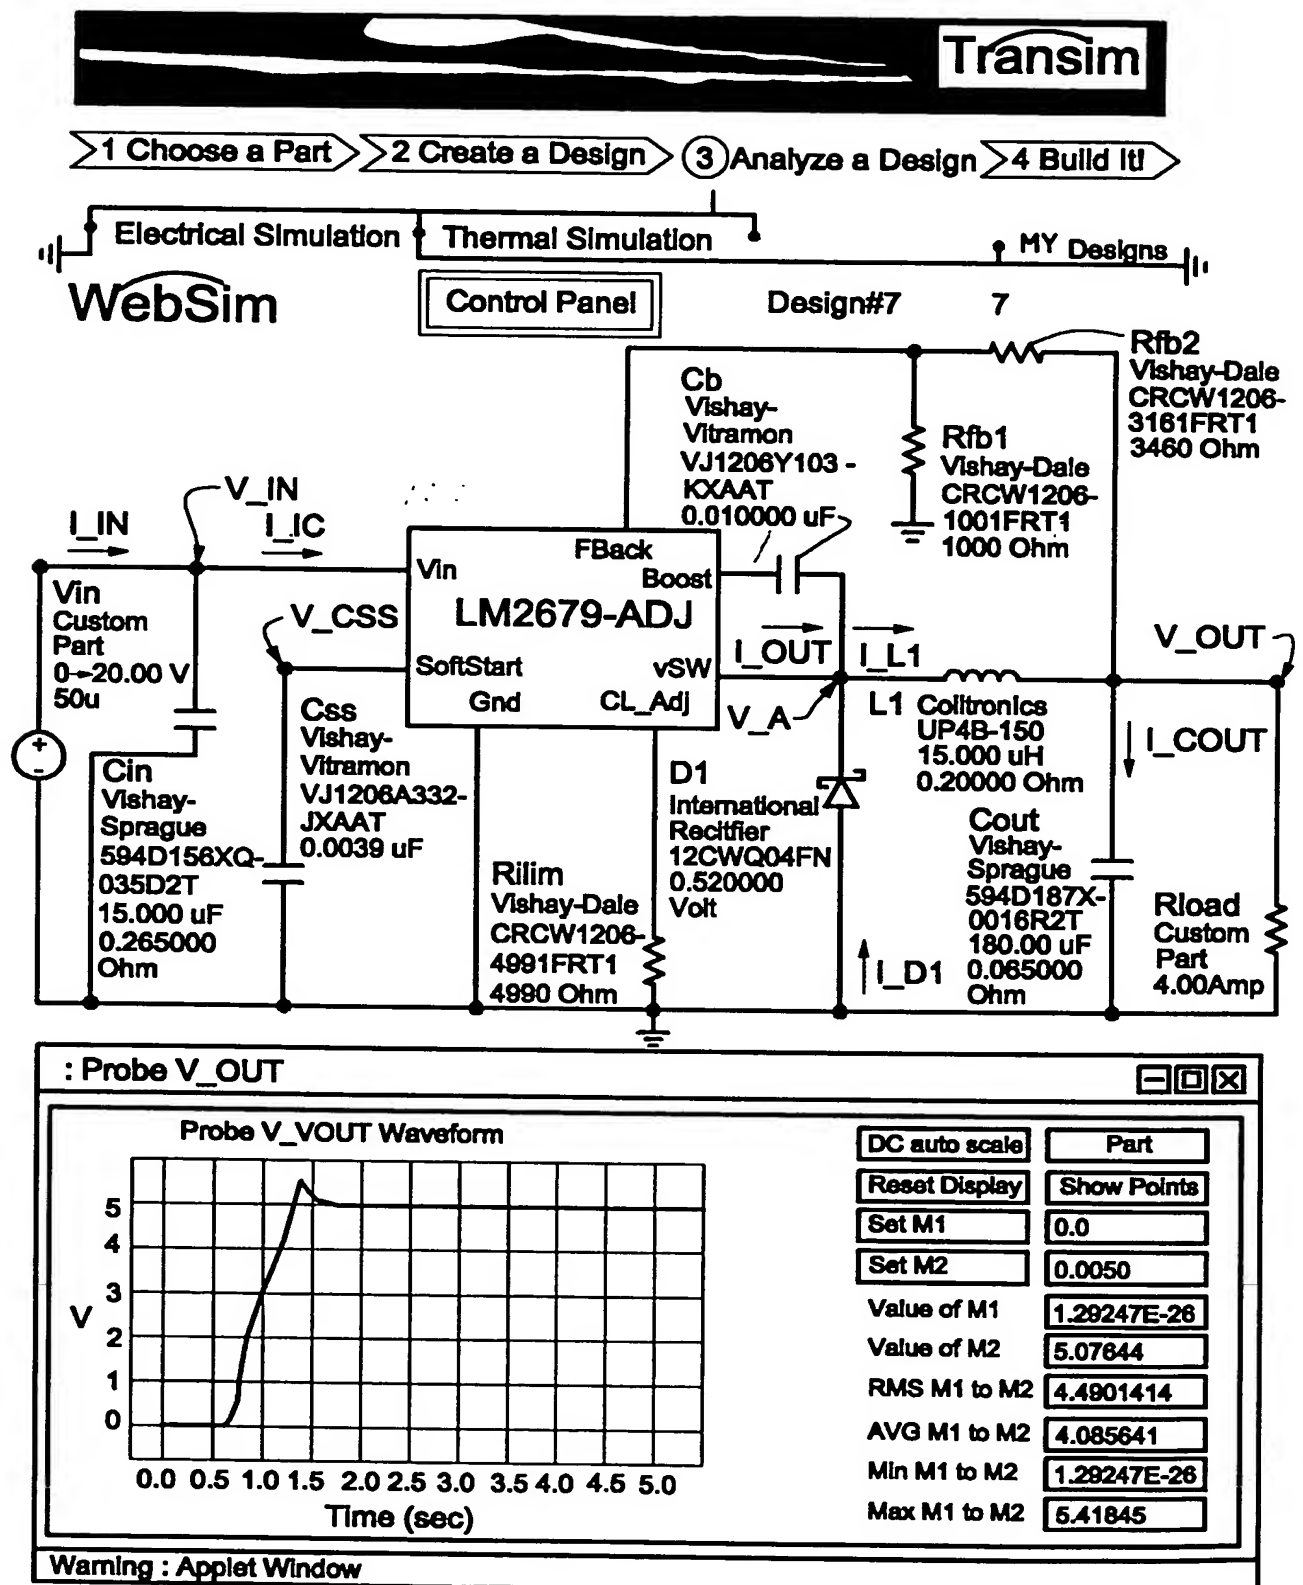 Transim
1 Choose a Part
2 Create a Design
3 Analyze a Design
4 Build It!
Electrical Simulation
Thermal Simulation
MY Designs
WebSim
Control Panel
Design#7
7
Rfb2
Vishay-Dale
CRCW1206-
3161FRT1
3460 Ohm
Cb
Vishay-
Vitramon
VJ1206Y103 -
KXAAT
0.010000 uF
Rfb1
Vishay-Dale
CRCW1206-
1001FRT1
1000 Ohm
V_IN
I_IN
I_IC
Vin
Custom
Part
0→20.00 V
50u
V_CSS
Vin
FBack
Boost
LM2679-ADJ
SoftStart
vSW
Gnd
CL_Adj
I_OUT
I_L1
V_A
V_OUT
L1 Coiltronics
UP4B-150
15.000 uH
0.20000 Ohm
I_COUT
+
-
Cin
Vishay-
Sprague
594D156XQ-
035D2T
15.000 uF
0.265000
Ohm
Css
Vishay-
Vitramon
VJ1206A332-
JXAAT
0.0039 uF
Rilim
Vishay-Dale
CRCW1206-
4991FRT1
4990 Ohm
D1
International
Rectifier
12CWQ04FN
0.520000
Volt
I_D1
Cout
Vishay-
Sprague
594D187X-
0016R2T
180.00 uF
0.065000
Ohm
Rload
Custom
Part
4.00Amp
: Probe V_OUT
Probe V_VOUT Waveform
5
4
3
V
2
1
0
0.0 0.5 1.0 1.5 2.0 2.5 3.0 3.5 4.0 4.5 5.0
Time (sec)
DC auto scale
Part
Reset Display
Show Points
Set M1
0.0
Set M2
0.0050
Value of M1
1.29247E-26
Value of M2
5.07644
RMS M1 to M2
4.4901414
AVG M1 to M2
4.085641
Min M1 to M2
1.29247E-26
Max M1 to M2
5.41845
Warning : Applet Window